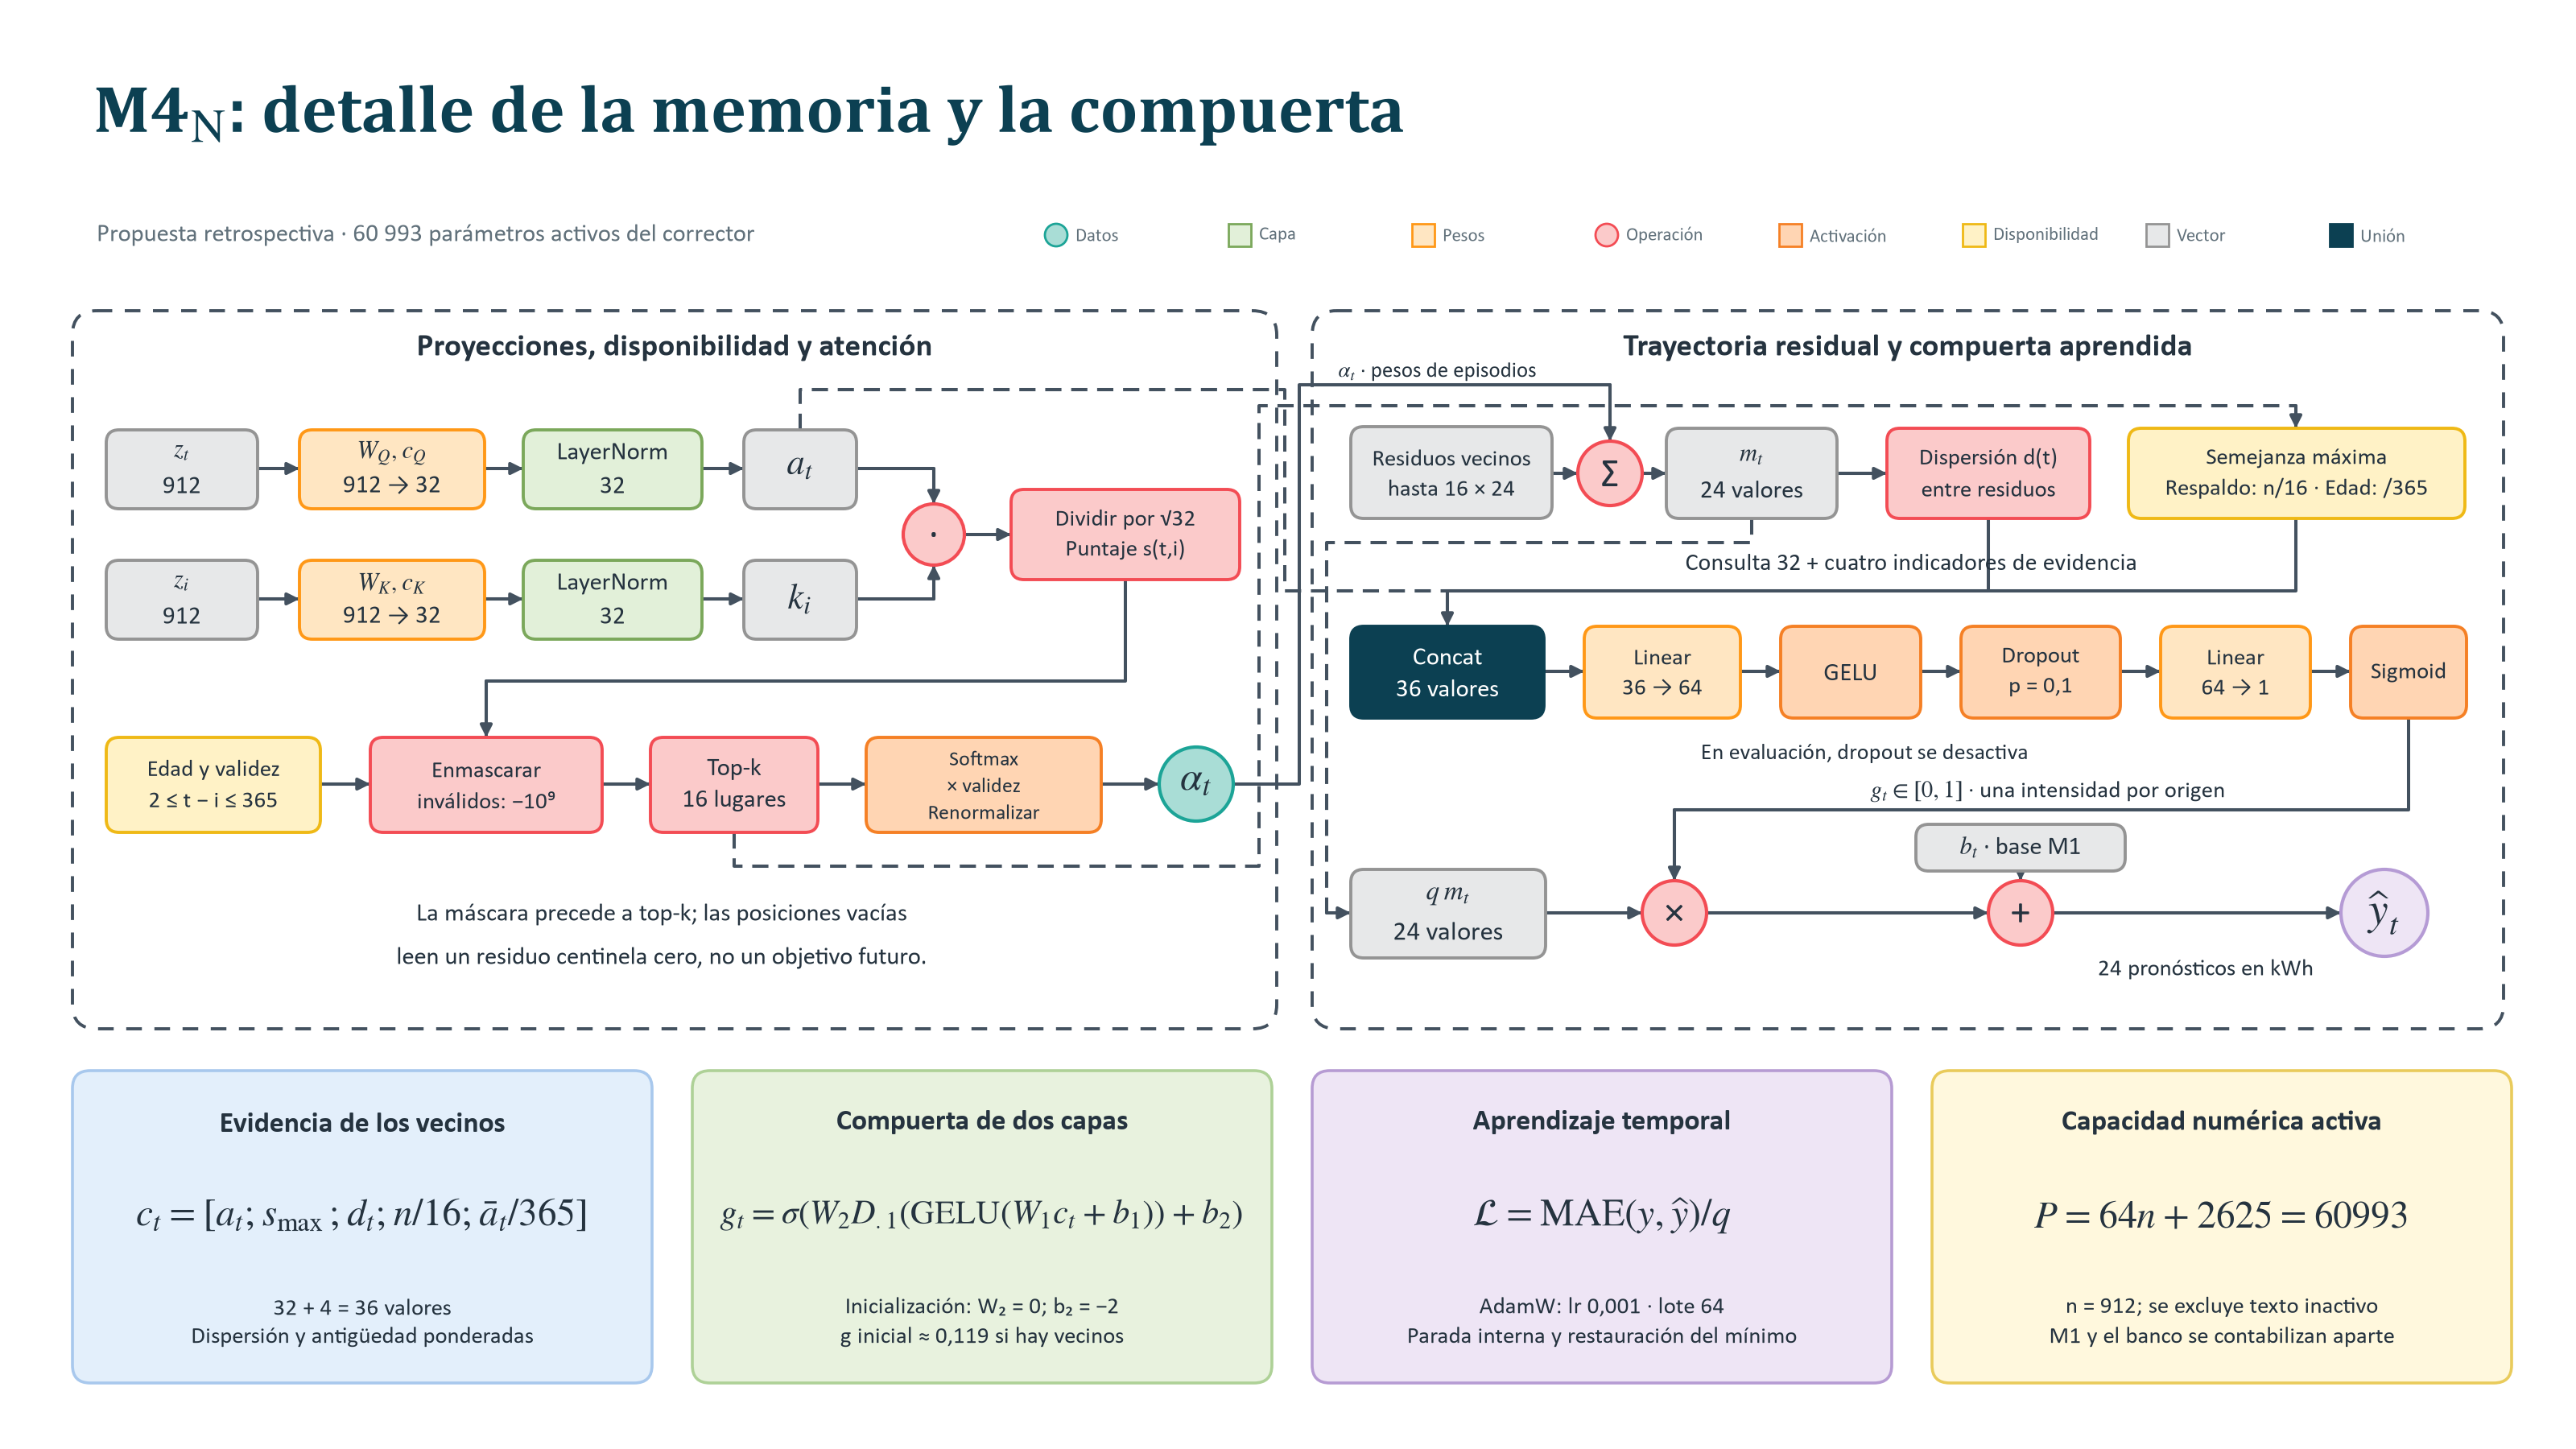 M4N: detalle de la memoria y la compuerta
Propuesta retrospectiva · 60 993 parámetros activos del corrector
Datos
Capa
Pesos
Operación
Activación
Disponibilidad
Vector
Unión
Proyecciones, disponibilidad y atención
zt
912
WQ, cQ
912 → 32
LayerNorm
32
at
zi
912
WK, cK
912 → 32
LayerNorm
32
ki
·
Dividir por √32
Puntaje s(t,i)
Edad y validez
2 ≤ t − i ≤ 365
Enmascarar
inválidos: −10⁹
Top-k
16 lugares
Softmax
× validez
Renormalizar
αt
La máscara precede a top-k; las posiciones vacías
leen un residuo centinela cero, no un objetivo futuro.
Trayectoria residual y compuerta aprendida
αt · pesos de episodios
Residuos vecinos
hasta 16 × 24
Σ
mt
24 valores
Dispersión d(t)
entre residuos
Semejanza máxima
Respaldo: n/16 · Edad: /365
Consulta 32 + cuatro indicadores de evidencia
Concat
36 valores
Linear
36 → 64
GELU
Dropout
p = 0,1
Linear
64 → 1
Sigmoid
En evaluación, dropout se desactiva
gt ∈ [0, 1] · una intensidad por origen
bt · base M1
q mt
24 valores
×
+
ŷt
24 pronósticos en kWh
Evidencia de los vecinos
ct = [at; smax ; dt; n/16; āt/365]
32 + 4 = 36 valores
Dispersión y antigüedad ponderadas
Compuerta de dos capas
gt = σ(W2D.1(GELU(W1ct + b1)) + b2)
Inicialización: W₂ = 0; b₂ = −2
g inicial ≈ 0,119 si hay vecinos
Aprendizaje temporal
ℒ = MAE(y, ŷ)/q
AdamW: lr 0,001 · lote 64
Parada interna y restauración del mínimo
Capacidad numérica activa
P = 64n + 2625 = 60993
n = 912; se excluye texto inactivo
M1 y el banco se contabilizan aparte